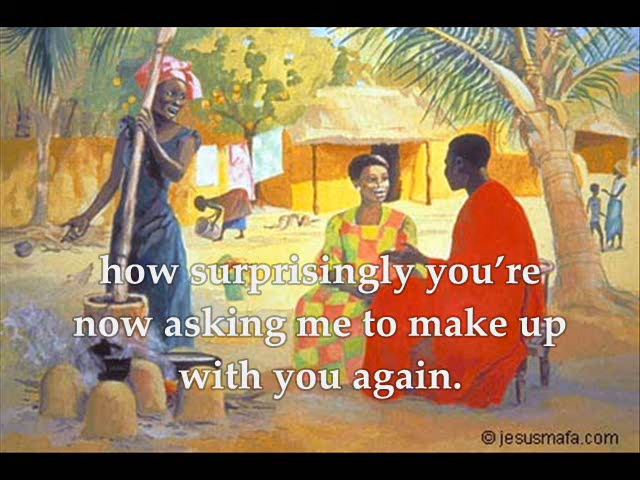 how surprisingly you’re
now asking me to make up
with you again.
© jesusmafa.com